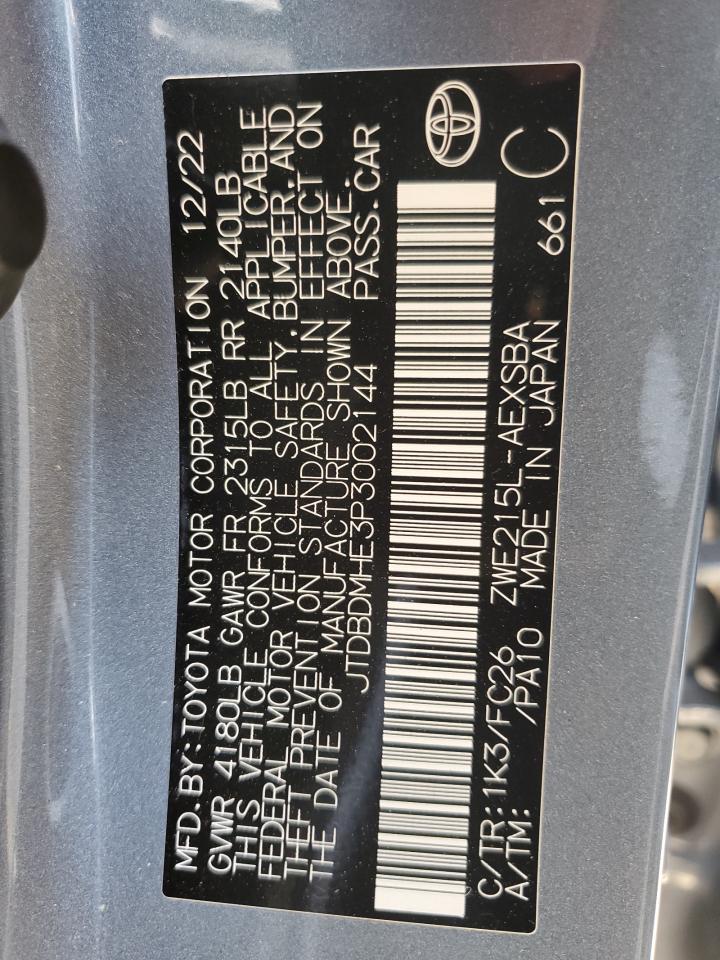 MFD.BY:TOYOTA MOTOR CORPORATION 12/22
GVWR 4180LB GAWR FR 2315LB RR 2140LB
THIS VEHICLE CONFORMS TO ALL APPLICABLE
FEDERAL MOTOR VEHICLE SAFETY,BUMPER,AND
THEFT PREVENTION STANDARDS IN EFFECT ON
THE DATE OF MANUFACTURE SHOWN ABOVE.
JTDBDMHE3P3002144 PASS.CAR
C/TR:1K3/FC26 ZWE215L-AEXSBA
A/TM: /PA10 MADE IN JAPAN 661 C